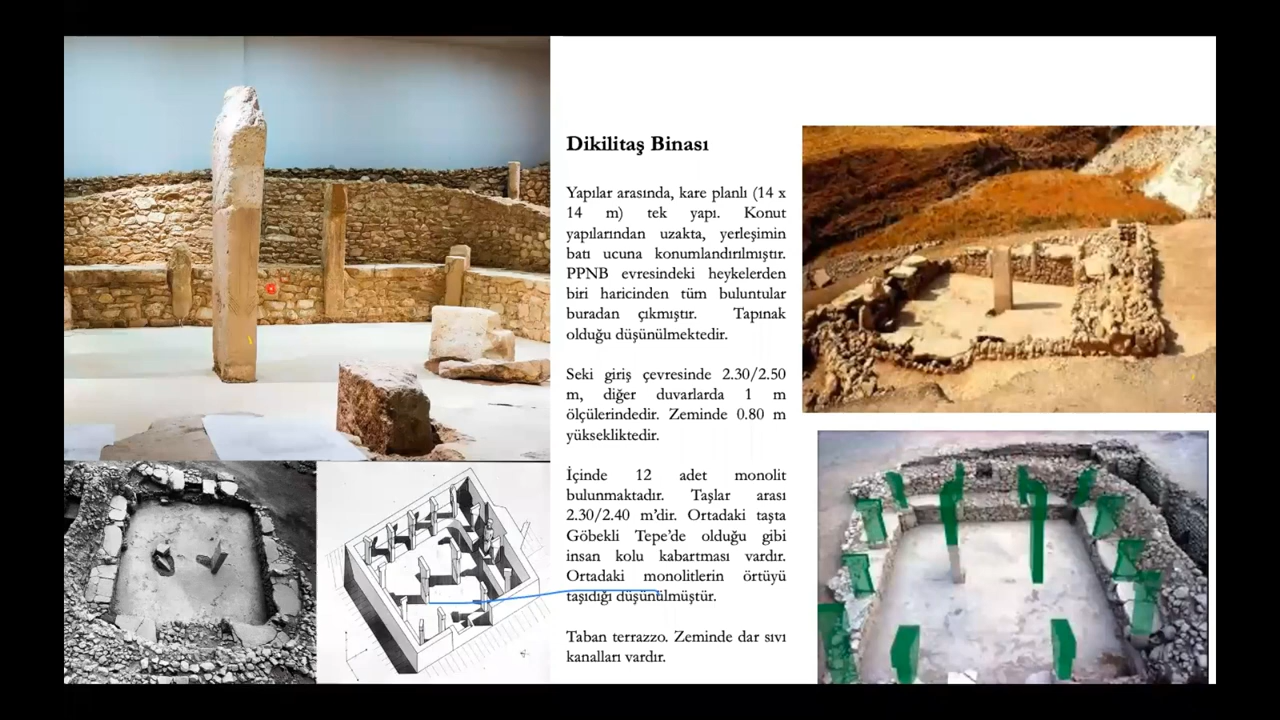 Dikilitaş Binası
Yapılar arasında, kare planlı (14 x
14 m) tek yapı. Konut
yapılarından uzakta, yerleşimin
batı ucuna konumlandırılmıştır.
PPNB evresindeki heykelerden
biri haricinden tüm buluntular
buradan çıkmıştır. Tapınak
olduğu düşünülmektedir.
Seki giriş çevresinde 2.30/2.50
m, diğer duvarlarda 1 m
ölçülerindedir. Zeminde 0.80 m
yüksekliktedir.
İçinde 12 adet monolit
bulunmaktadır. Taşlar arası
2.30/2.40 m’dir. Ortadaki taşta
Göbekli Tepe’de olduğu gibi
insan kolu kabartması vardır.
Ortadaki monolitlerin örtüyü
taşıdığı düşünülmüştür.
Taban terrazzo. Zeminde dar sıvı
kanalları vardır.